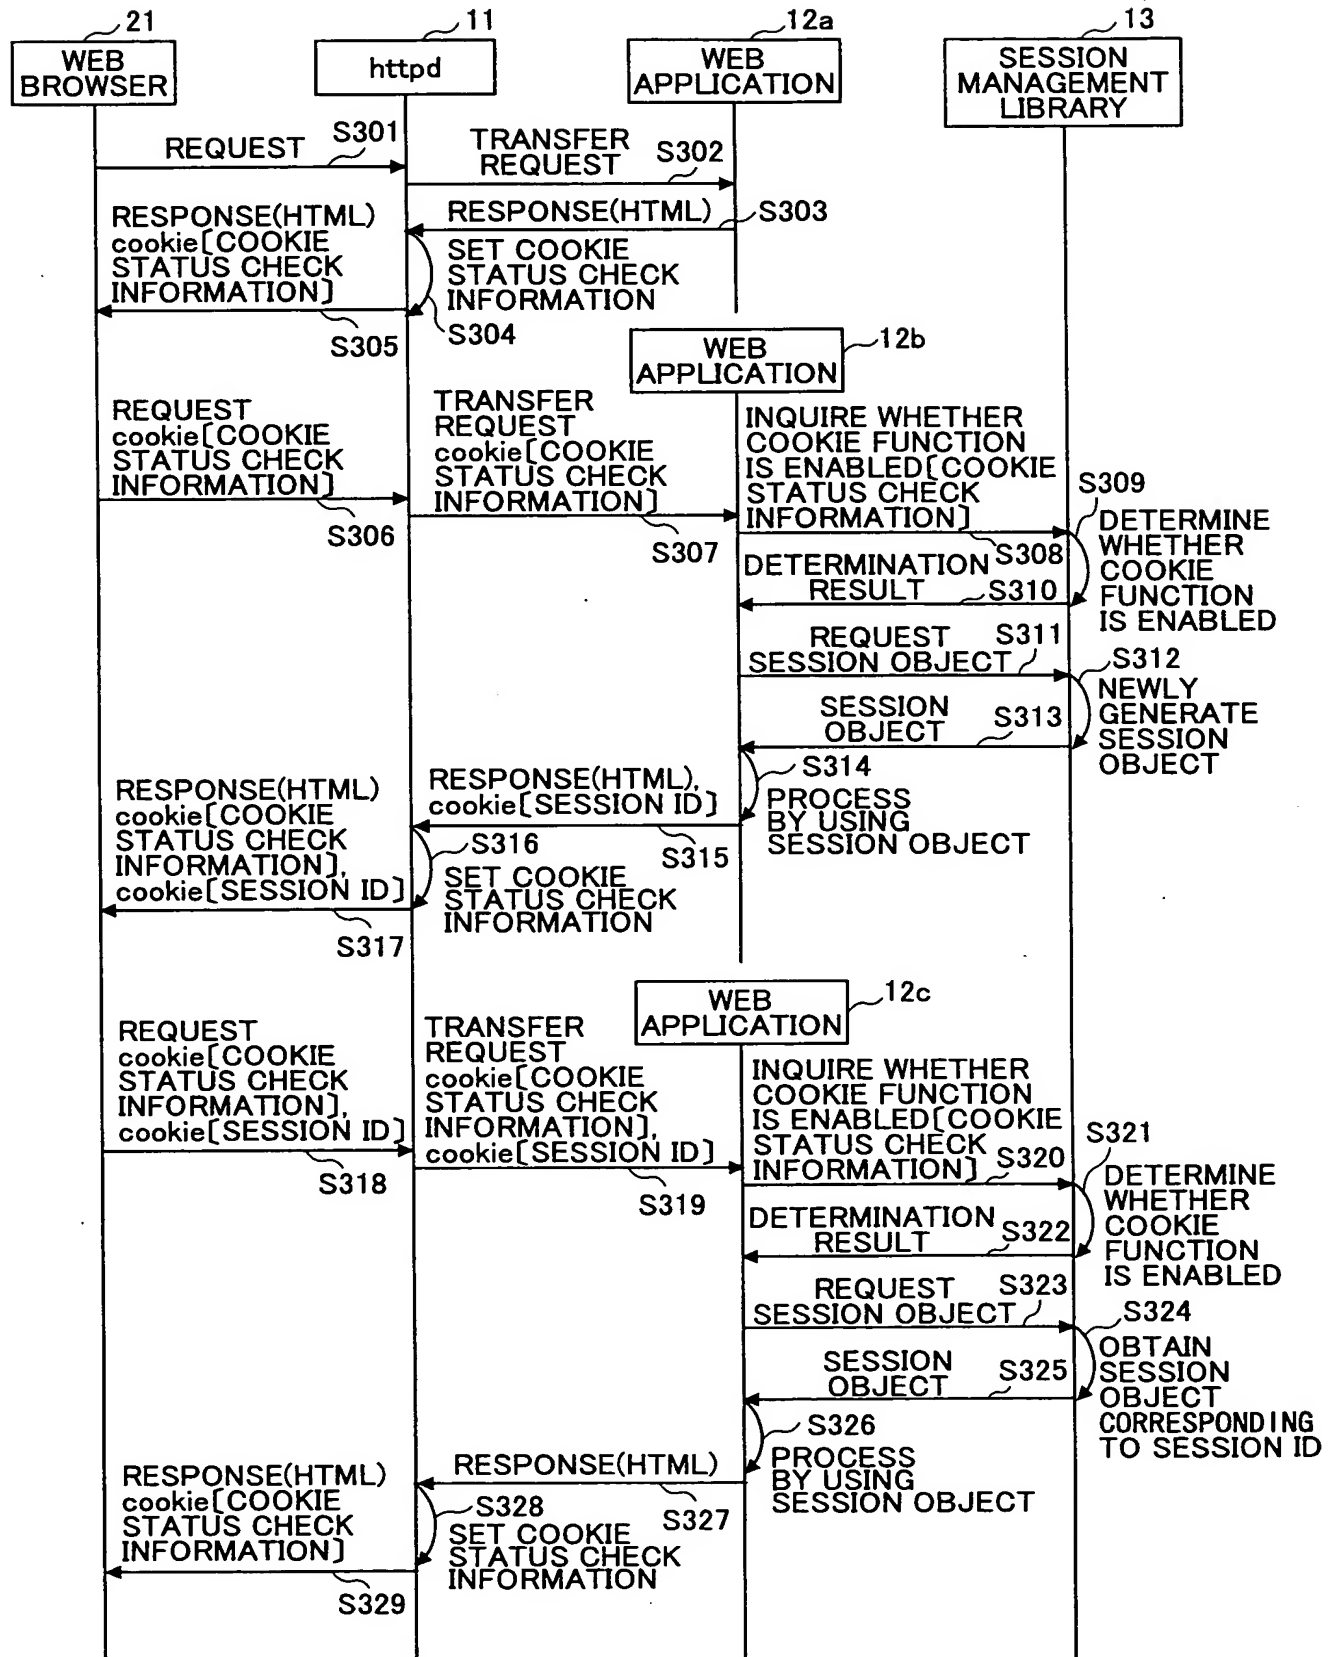 21
WEB
BROWSER
11
httpd
12a
WEB
APPLICATION
13
SESSION
MANAGEMENT
LIBRARY
REQUEST
S301
TRANSFER
REQUEST
S302
RESPONSE(HTML)
S303
RESPONSE(HTML)
cookie[COOKIE
STATUS CHECK
INFORMATION]
SET COOKIE
STATUS CHECK
INFORMATION
S304
S305
WEB
APPLICATION
12b
REQUEST
cookie[COOKIE
STATUS CHECK
INFORMATION]
S306
TRANSFER
REQUEST
cookie[COOKIE
STATUS CHECK
INFORMATION]
S307
INQUIRE WHETHER
COOKIE FUNCTION
IS ENABLED[COOKIE
STATUS CHECK
INFORMATION]
S308
S309
DETERMINE
WHETHER
COOKIE
FUNCTION
IS ENABLED
DETERMINATION
RESULT
S310
REQUEST
SESSION OBJECT
S311
S312
NEWLY
GENERATE
SESSION
OBJECT
SESSION
OBJECT
S313
S314
PROCESS
BY USING
SESSION OBJECT
RESPONSE(HTML),
cookie[SESSION ID]
S315
S316
SET COOKIE
STATUS CHECK
INFORMATION
RESPONSE(HTML)
cookie[COOKIE
STATUS CHECK
INFORMATION],
cookie[SESSION ID]
S317
WEB
APPLICATION
12c
REQUEST
cookie[COOKIE
STATUS CHECK
INFORMATION],
cookie[SESSION ID]
S318
TRANSFER
REQUEST
cookie[COOKIE
STATUS CHECK
INFORMATION],
cookie[SESSION ID]
S319
INQUIRE WHETHER
COOKIE FUNCTION
IS ENABLED[COOKIE
STATUS CHECK
INFORMATION]
S320
S321
DETERMINE
WHETHER
COOKIE
FUNCTION
IS ENABLED
DETERMINATION
RESULT
S322
REQUEST
SESSION OBJECT
S323
S324
OBTAIN
SESSION
OBJECT
CORRESPONDING
TO SESSION ID
SESSION
OBJECT
S325
S326
PROCESS
BY USING
SESSION OBJECT
RESPONSE(HTML)
S327
S328
SET COOKIE
STATUS CHECK
INFORMATION
RESPONSE(HTML)
cookie[COOKIE
STATUS CHECK
INFORMATION]
S329